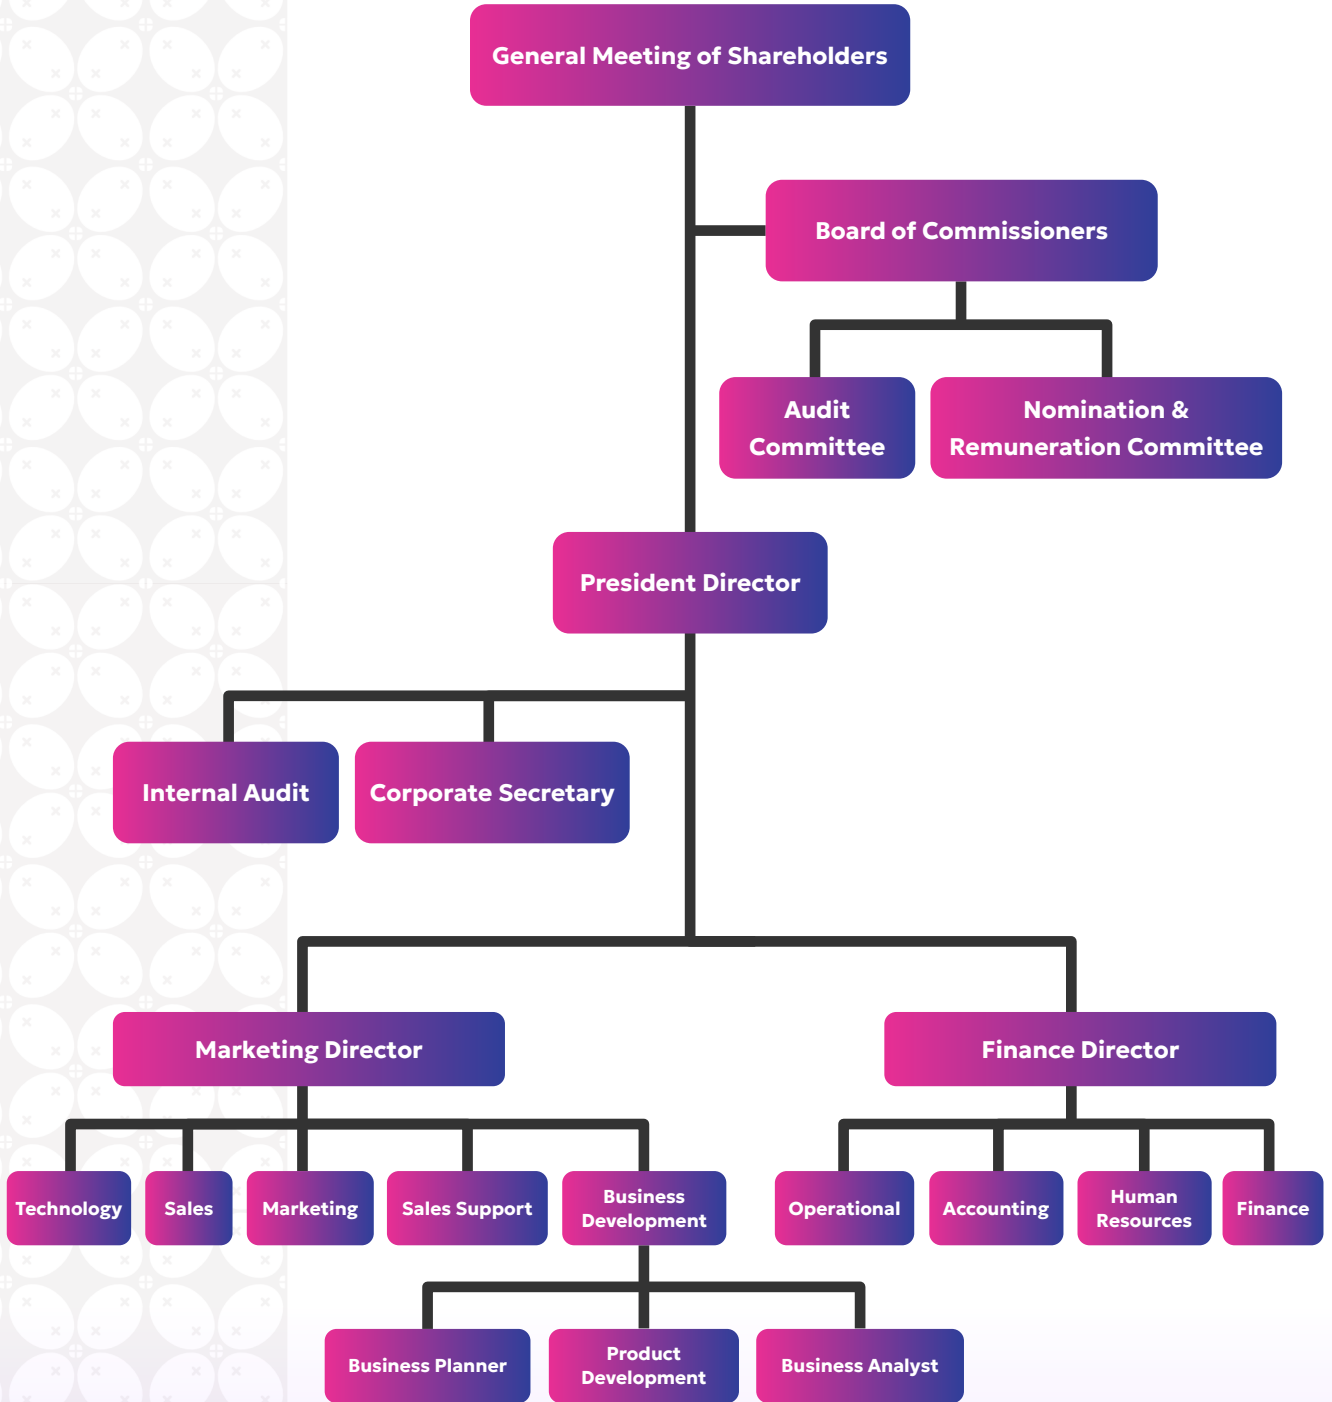 General Meeting of Shareholders
Board of Commissioners
Audit
Committee
Nomination &
Remuneration Committee
President Director
Internal Audit
Corporate Secretary
Marketing Director
Finance Director
Technology
Sales
Marketing
Sales Support
Business
Development
Operational
Accounting
Human
Resources
Finance
Business Planner
Product
Development
Business Analyst